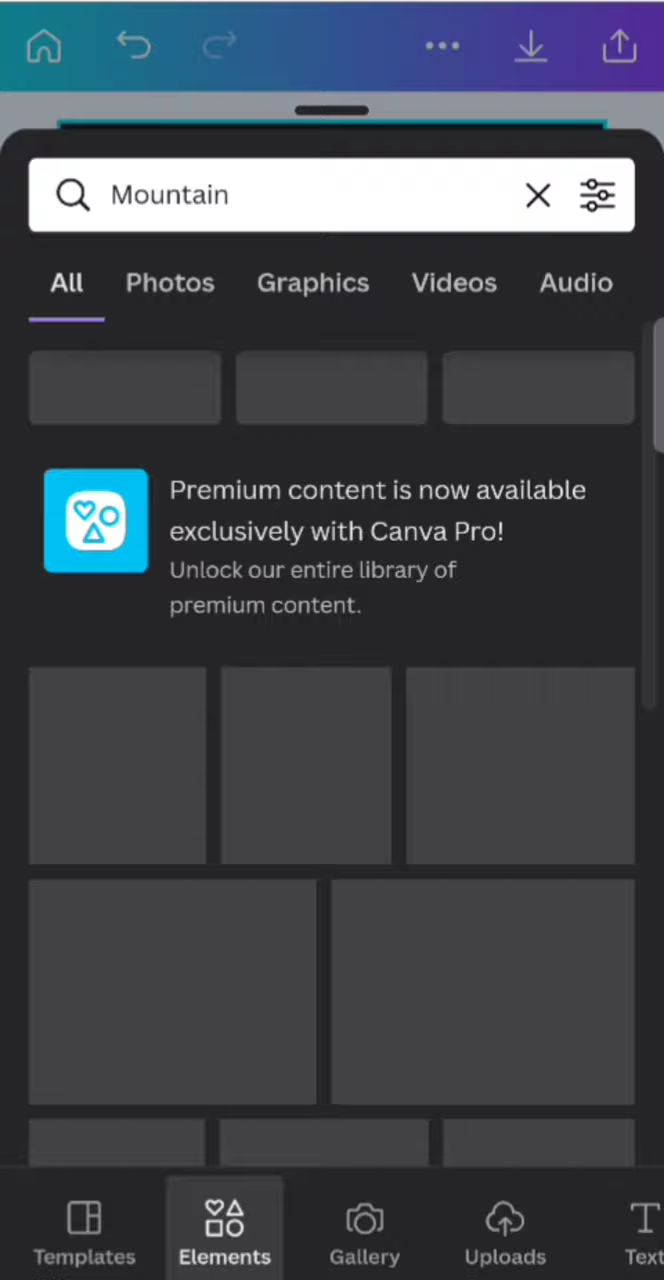 Mountain
All Photos Graphics Videos Audio
Premium content is now available
exclusively with Canva Pro!
Unlock our entire library of
premium content.
Templates Elements Gallery Uploads Text